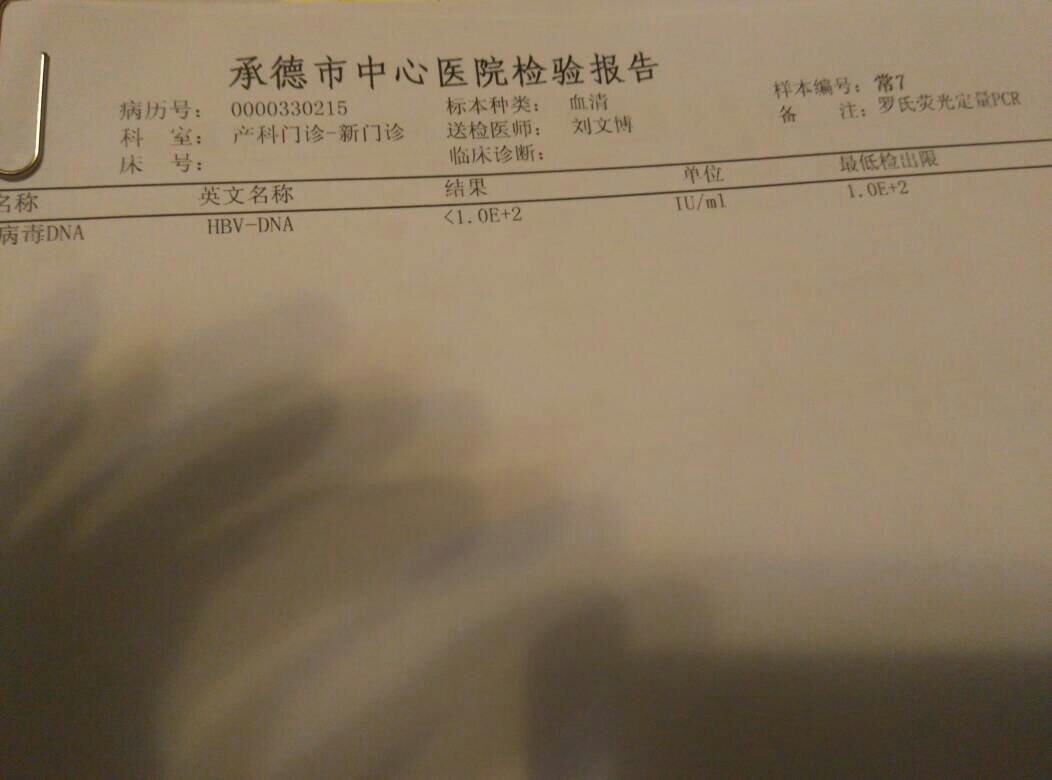 承德市中心医院检验报告
病历号： 0000330215 标本种类： 血清 样本编号：常7
科 室： 产科门诊-新门诊 送检医师： 刘文博 备 注：罗氏荧光定量PCR
床 号： 临床诊断：
名称 英文名称 结果 单位 最低检出限
病毒DNA HBV-DNA <1.0E+2 IU/ml 1.0E+2